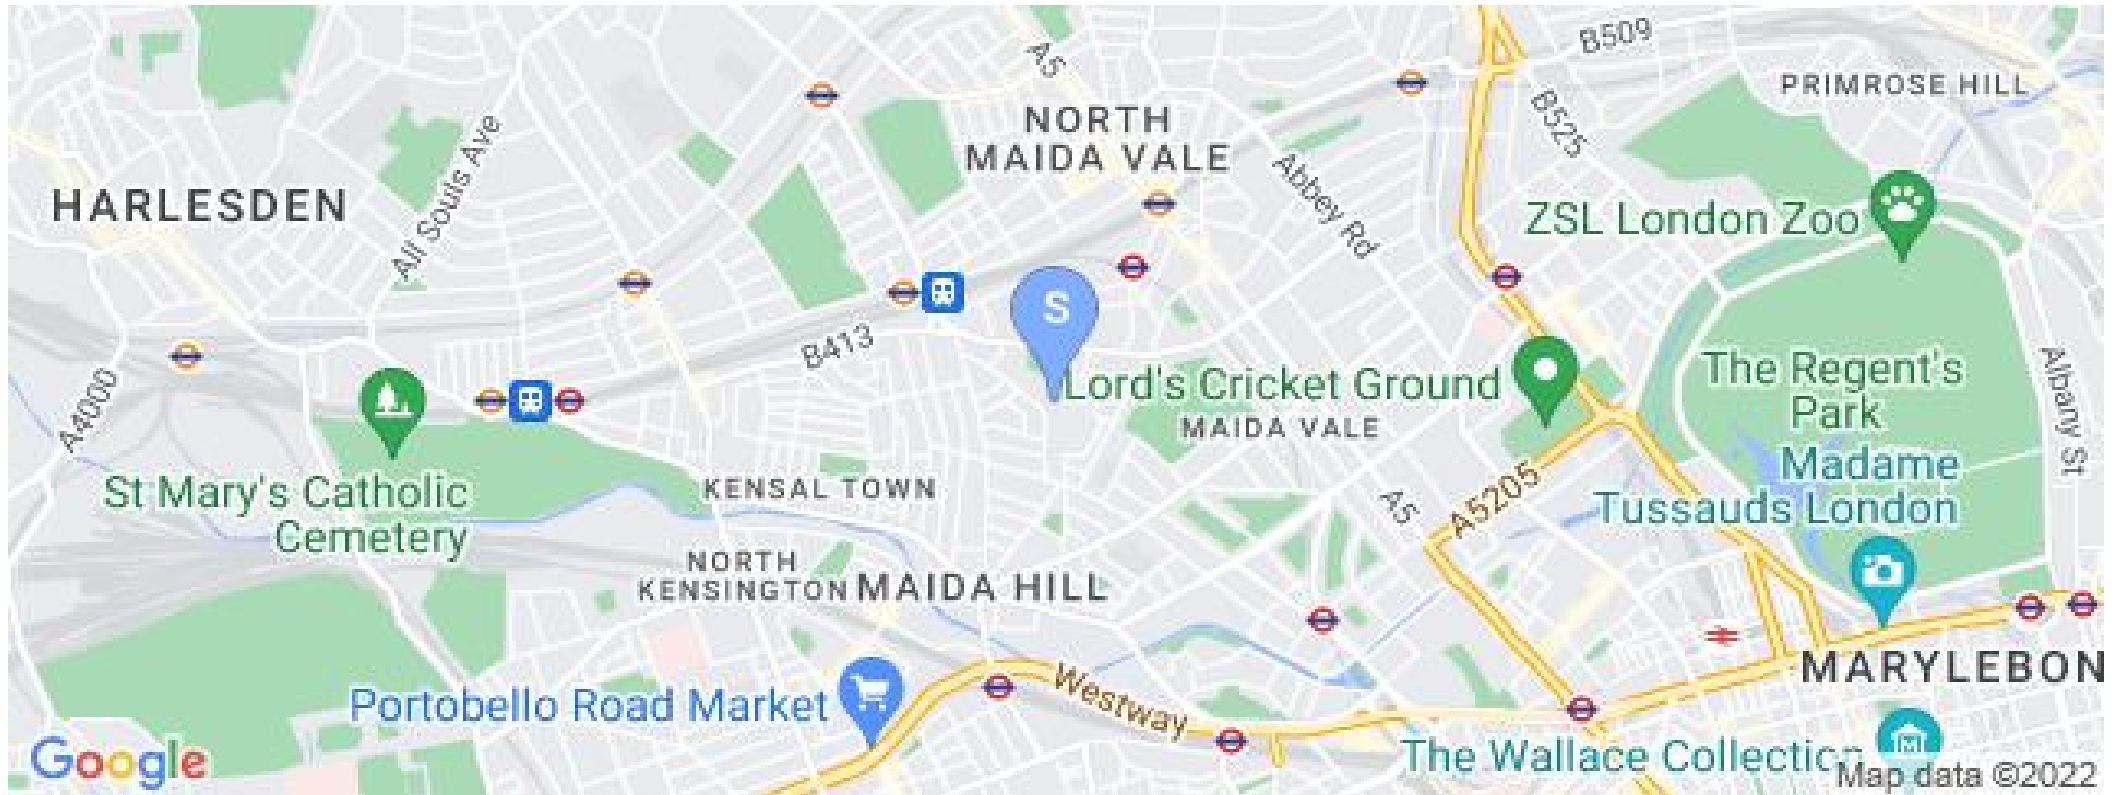 B509
A5
PRIMROSE HILL
B525
NORTH
MAIDA VALE
All Souls Ave
Abbey Rd
HARLESDEN
ZSL London Zoo
S
B413
Lord's Cricket Ground
The Regent's
Park
Albany St
A4000
MAIDA VALE
Madame
Tussauds London
St Mary's Catholic
Cemetery
KENSAL TOWN
A5
A5205
NORTH
KENSINGTON
MAIDA HILL
MARYLEBON
Portobello Road Market
Westway
The Wallace Collection
Google
Map data ©2022